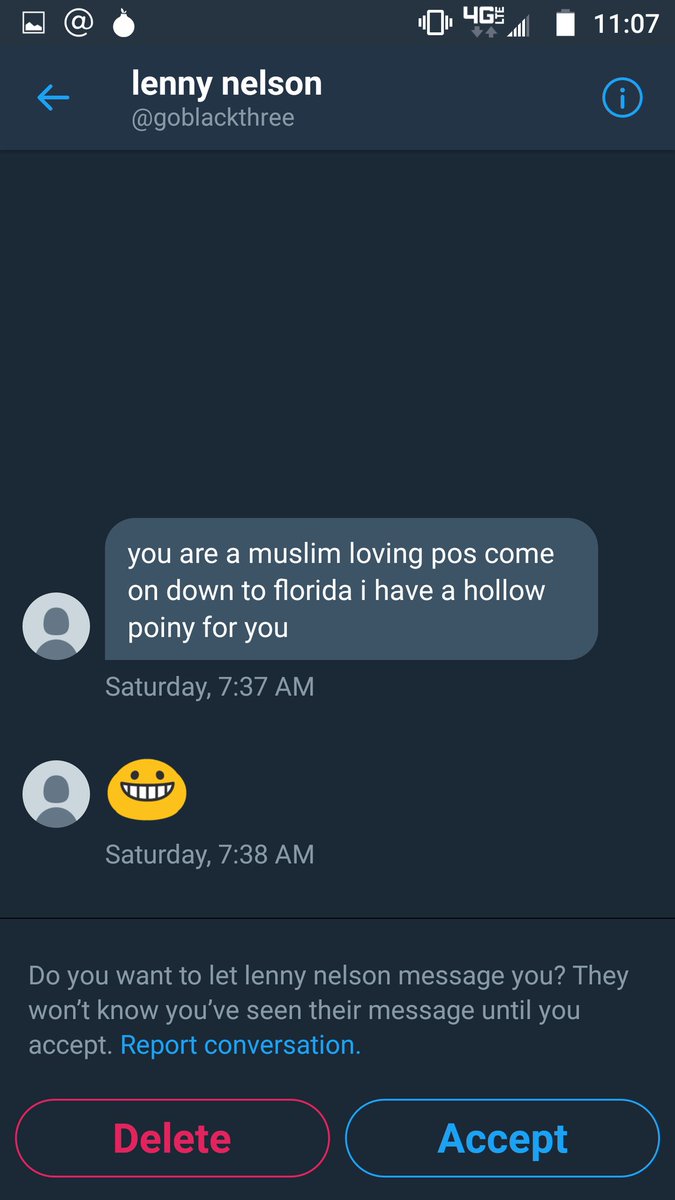 4G LTE 11:07
lenny nelson
@goblackthree
you are a muslim loving pos come
on down to florida i have a hollow
poiny for you
Saturday, 7:37 AM
Saturday, 7:38 AM
Do you want to let lenny nelson message you? They
won’t know you’ve seen their message until you
accept. Report conversation.
Delete Accept